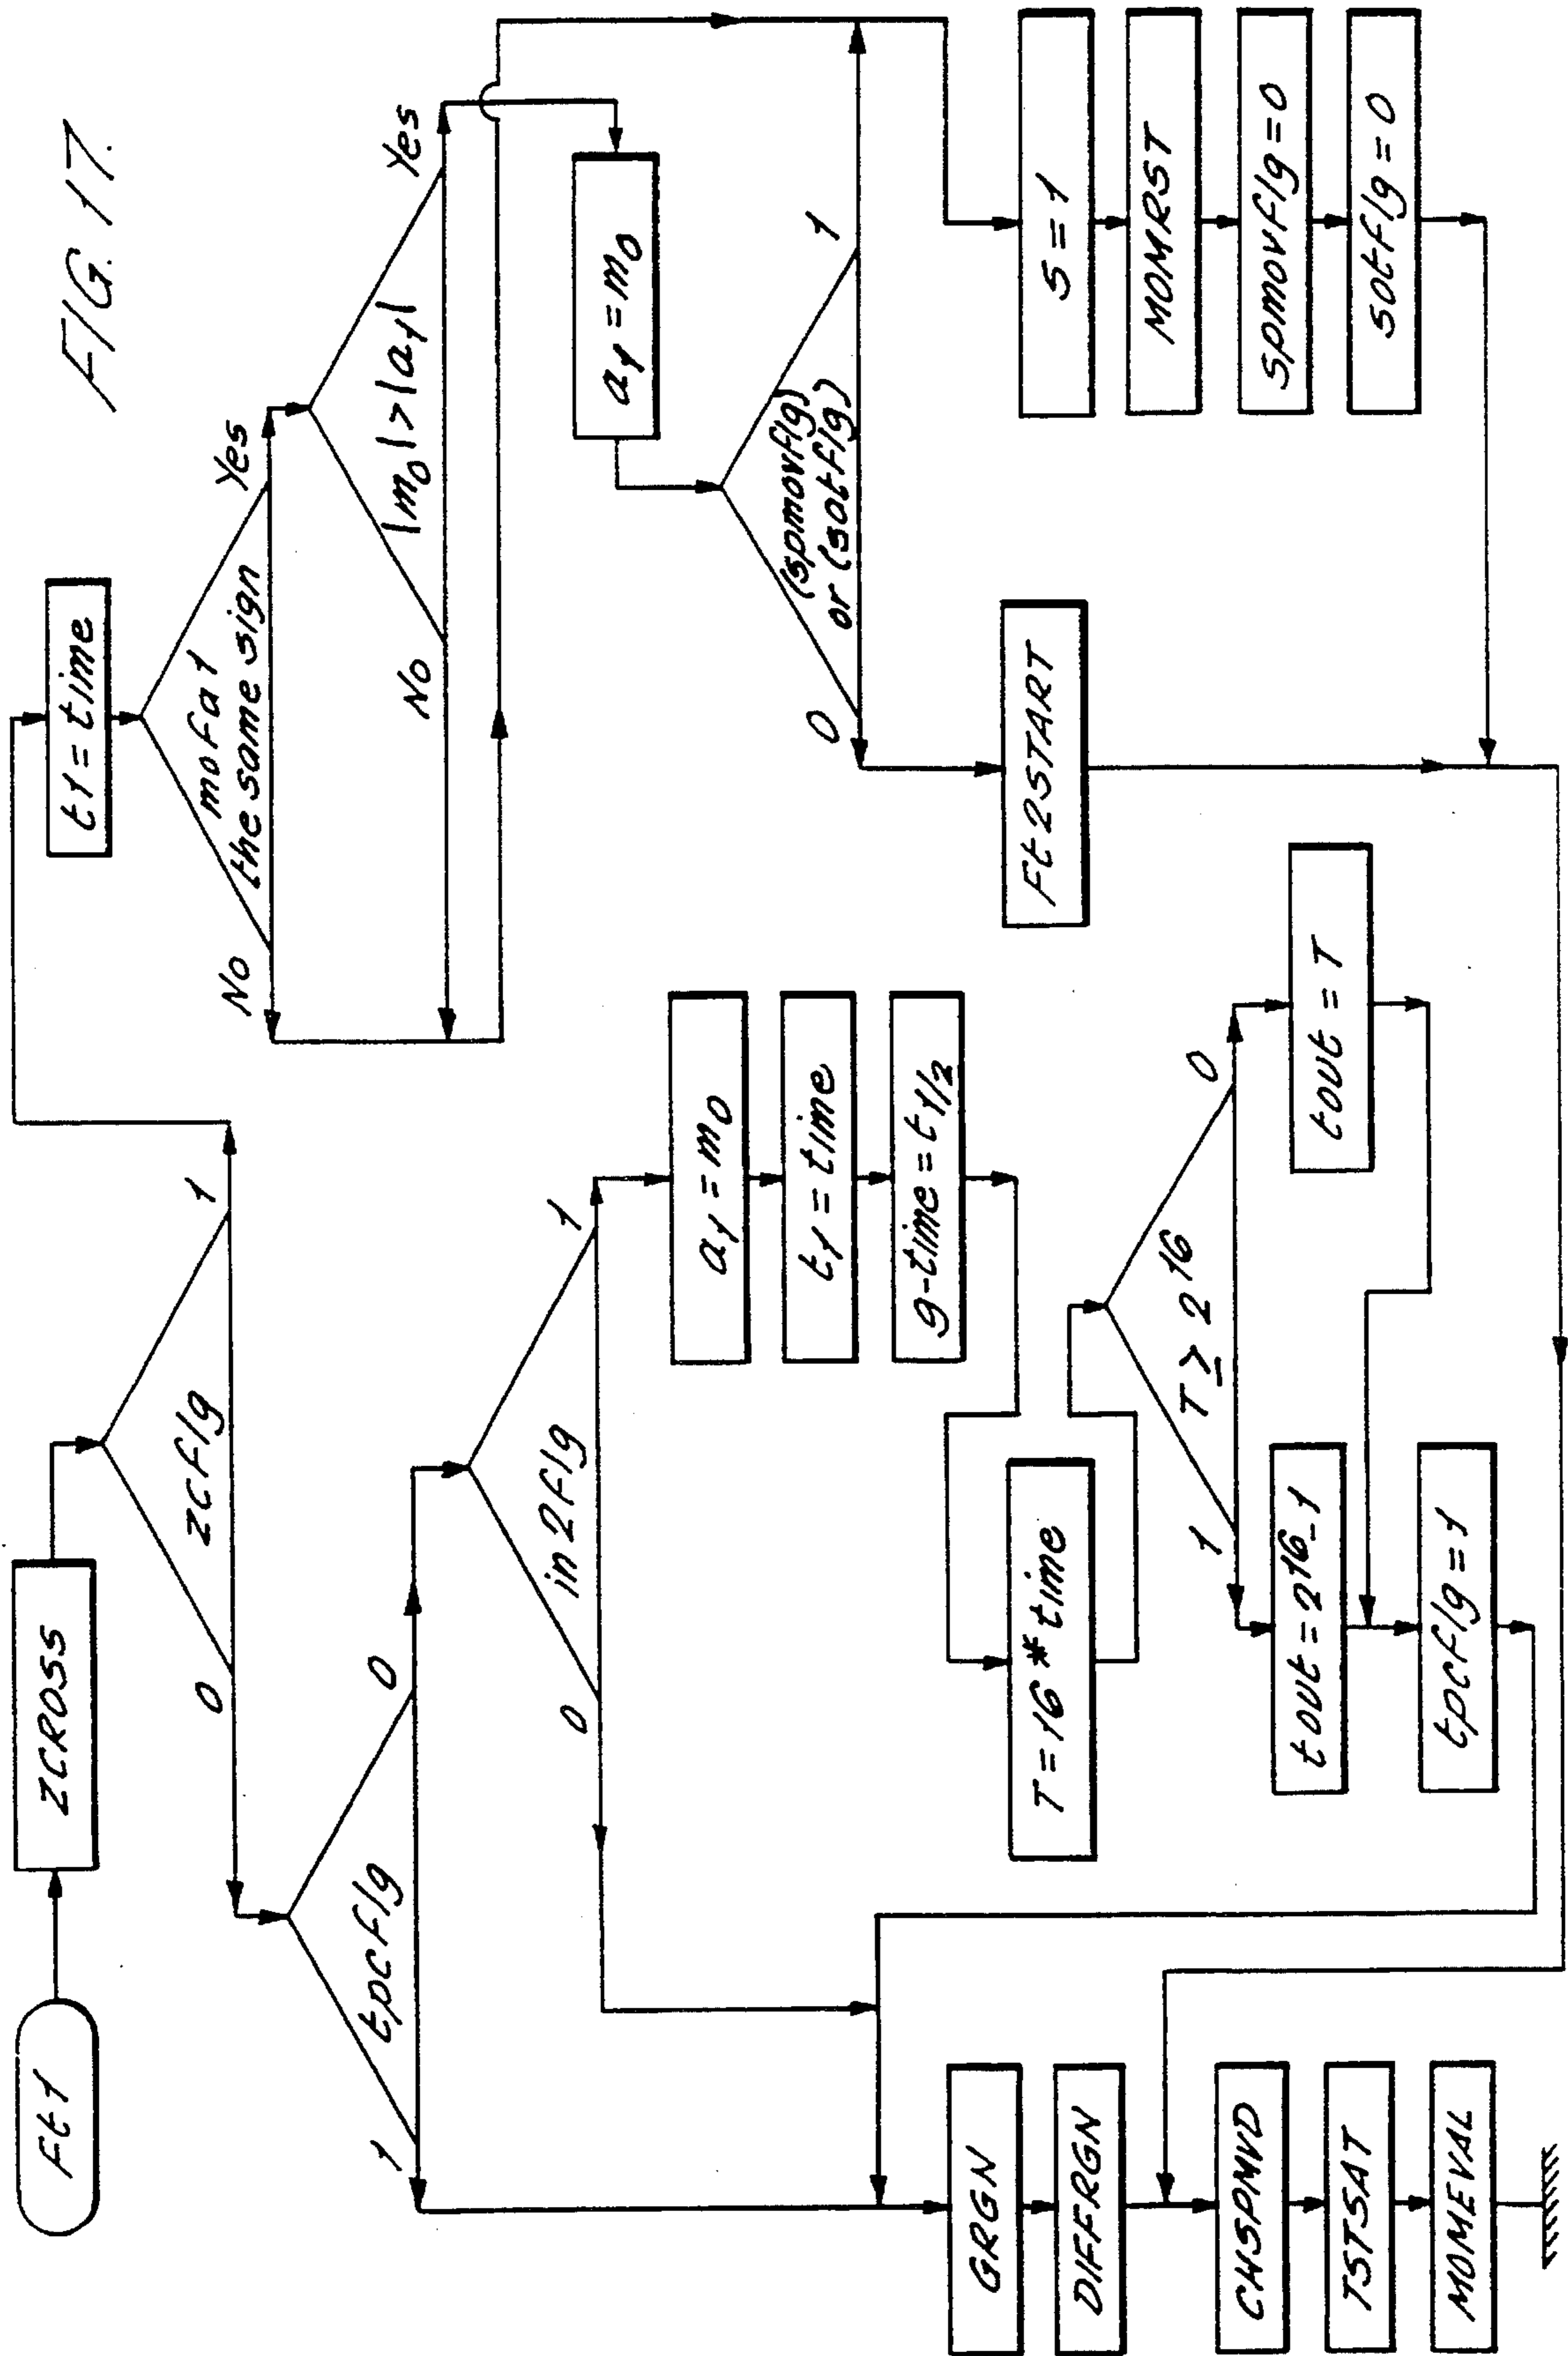 FIG. 17.
Ft1
ZCROSS
zcflg
0
1
tpcflg
1
0
in2flg
0
1
a1 = m0
t1 = time
g-time = t1/2
T = 16 * time
T ≥ 2^16
1
0
tout = 2^16-1
tout = T
tpcflg = 1
GRGN
DIFFRGN
CHSPMVD
TSTSAT
MOMEVAL
t1 = time
mofa1
the same sign
No
Yes
|m0| > |a1|
No
Yes
a1 = m0
(spmovflg)
or (sotflg)
0
1
Ft2START
S = 1
MOMRST
spmovflg = 0
sotflg = 0